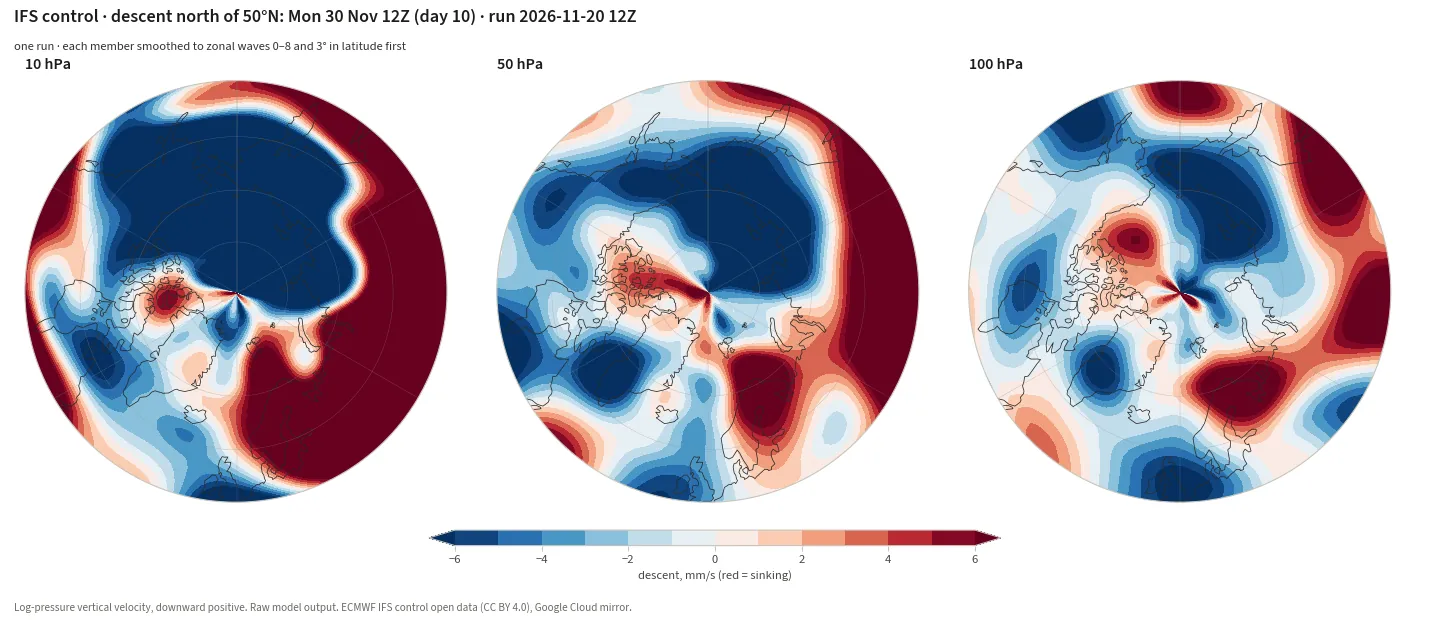 IFS control · descent north of 50°N: Mon 30 Nov 12Z (day 10) · run 2026-11-20 12Z
one run · each member smoothed to zonal waves 0–8 and 3° in latitude first
10 hPa
50 hPa
100 hPa
−6 −4 −2 0 2 4 6
descent, mm/s (red = sinking)
Log-pressure vertical velocity, downward positive. Raw model output. ECMWF IFS control open data (CC BY 4.0), Google Cloud mirror.